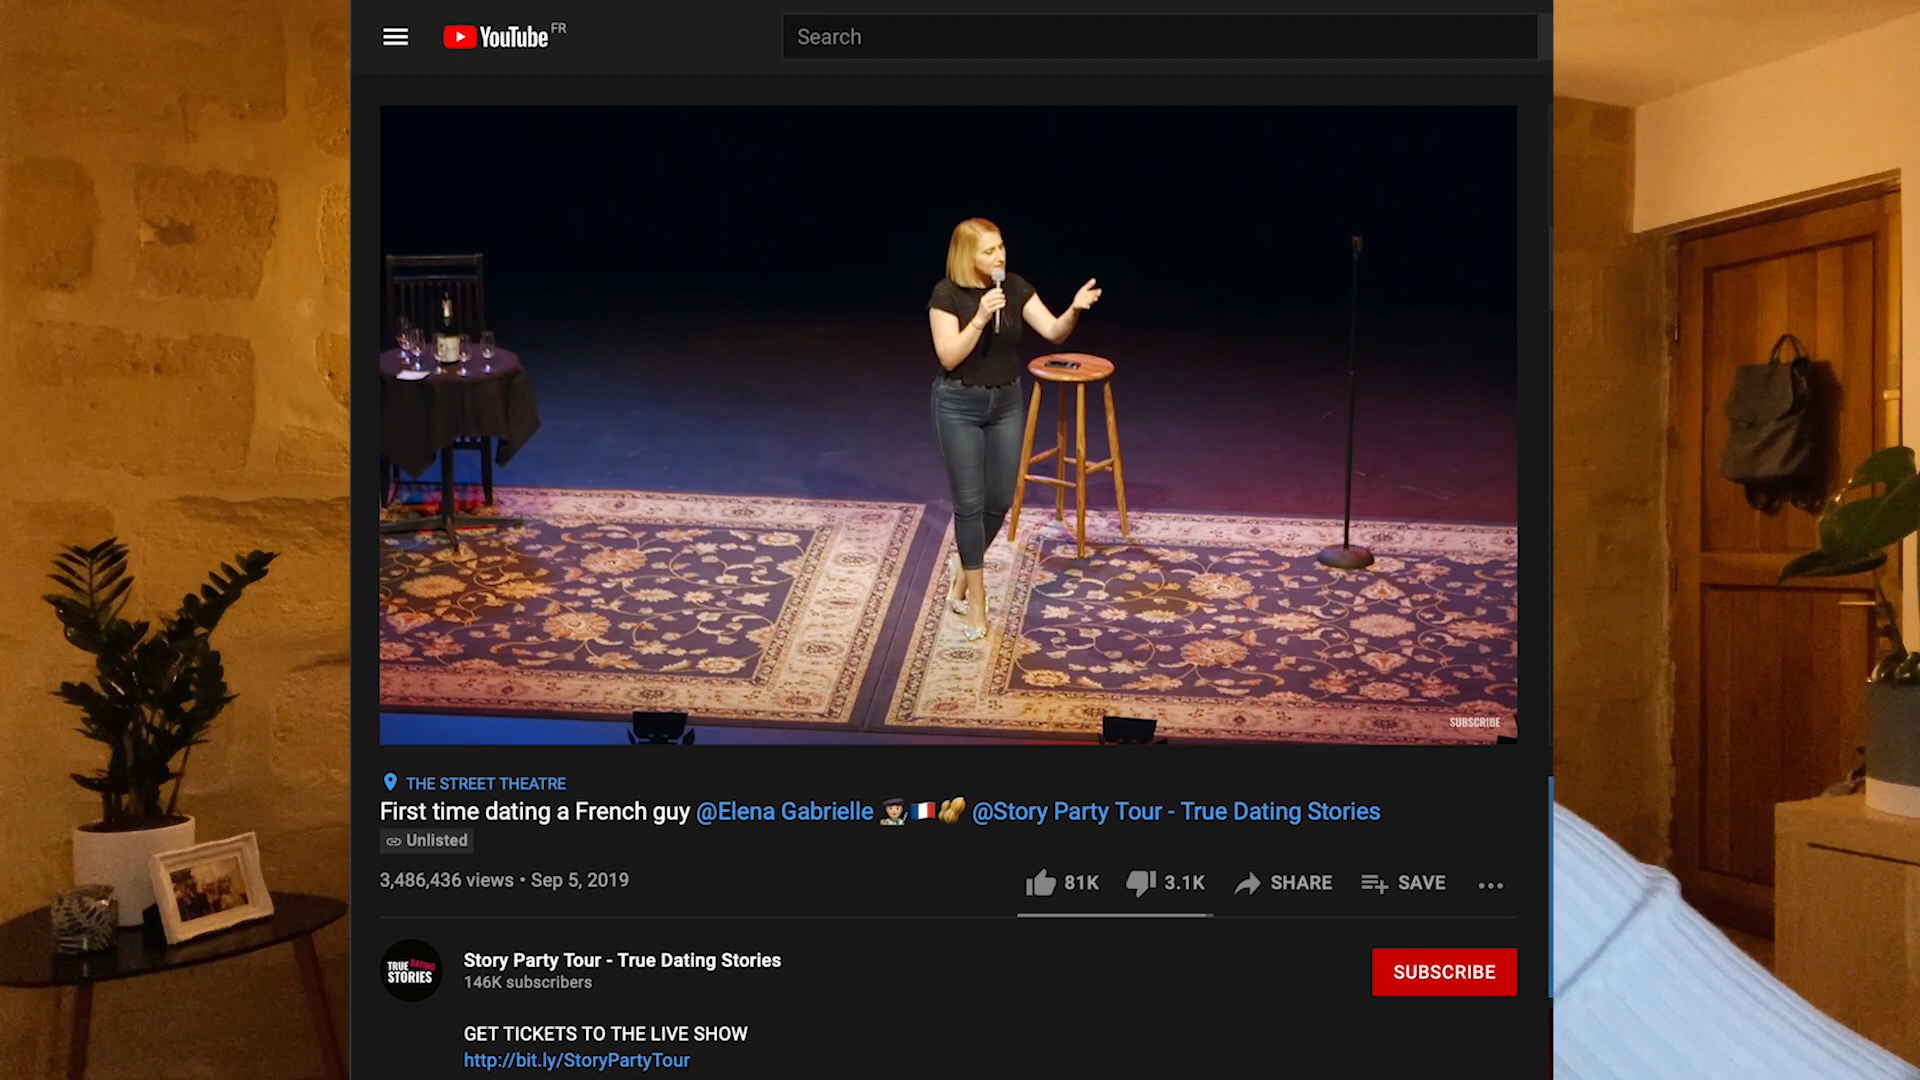 YouTube FR
Search
SUBSCRIBE
THE STREET THEATRE
First time dating a French guy @Elena Gabrielle 👨🏻‍🎨🇫🇷🥖 @Story Party Tour - True Dating Stories
Unlisted
3,486,436 views • Sep 5, 2019
81K 3.1K SHARE SAVE
TRUE DATING
STORIES
Story Party Tour - True Dating Stories
146K subscribers
SUBSCRIBE
GET TICKETS TO THE LIVE SHOW
http://bit.ly/StoryPartyTour